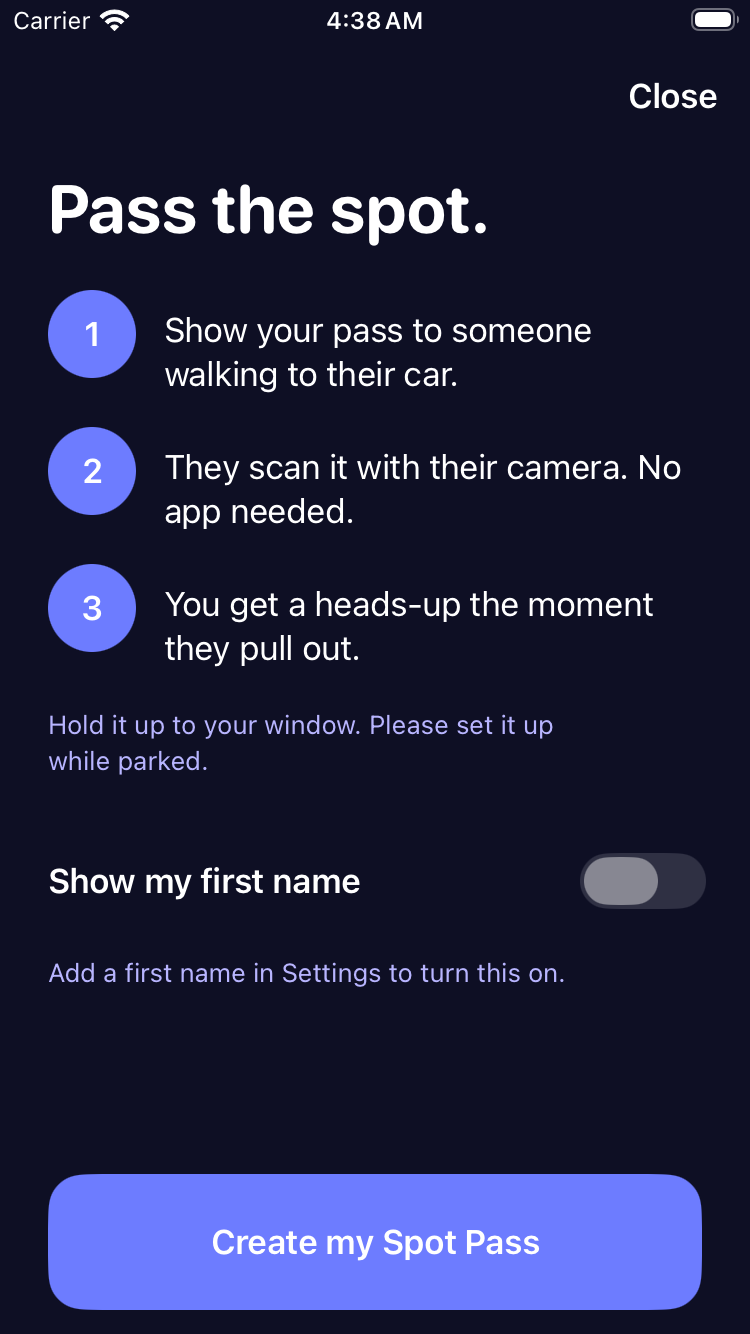 Carrier 4:38 AM
Close
Pass the spot.
1
Show your pass to someone
walking to their car.
2
They scan it with their camera. No
app needed.
3
You get a heads-up the moment
they pull out.
Hold it up to your window. Please set it up
while parked.
Show my first name
Add a first name in Settings to turn this on.
Create my Spot Pass